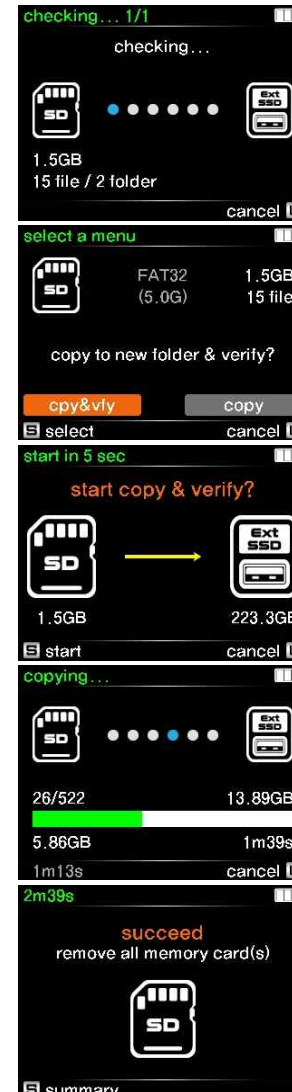 checking... 1/1
checking...
SD
Ext
SSD
1.5GB
15 file / 2 folder
cancel
select a menu
SD
FAT32
1.5GB
(5.0G)
15 file
copy to new folder & verify?
cpy&vfy
copy
S select
cancel
start in 5 sec
start copy & verify?
SD
Ext
SSD
1.5GB
223.3GB
S start
cancel
copying...
SD
Ext
SSD
26/522
13.89GB
5.86GB
1m39s
1m13s
cancel
2m39s
succeed
remove all memory card(s)
SD
S summary